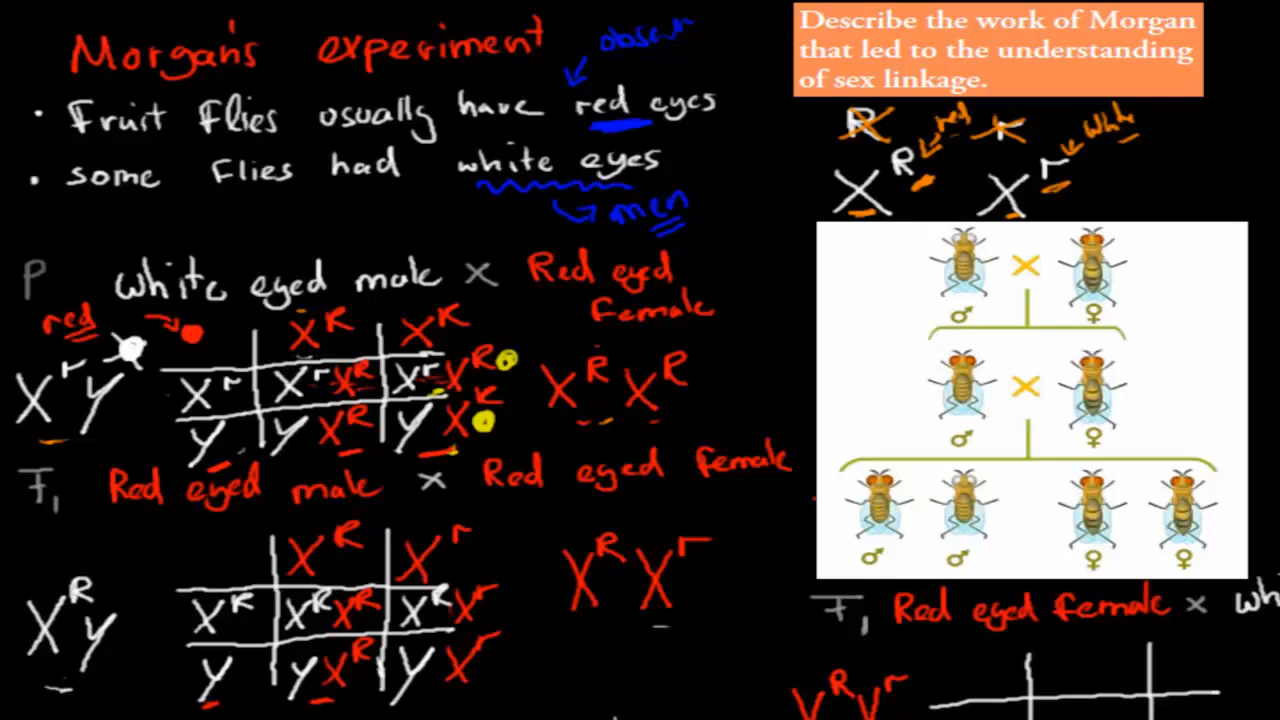 Morgan's experiment
obser
Describe the work of Morgan
that led to the understanding
of sex linkage.
• Fruit Flies usually have red eyes
• some Flies had white eyes
men
R red r white
X^R X^r
P White eyed male X Red eyed
Female
red
X^R X^R
X^r Y X^r X^r X^R X^r X^R X^R X^R
Y Y X^R Y X^R
F1 Red eyed male X Red eyed female
X^R X^r
X^R Y X^R X^R X^R X^R X^r X^R X^r
Y Y X^R Y X^r
♂ X ♀
♂ X ♀
♂ ♂ ♀ ♀
F1 Red eyed female X whi
X^R X^r